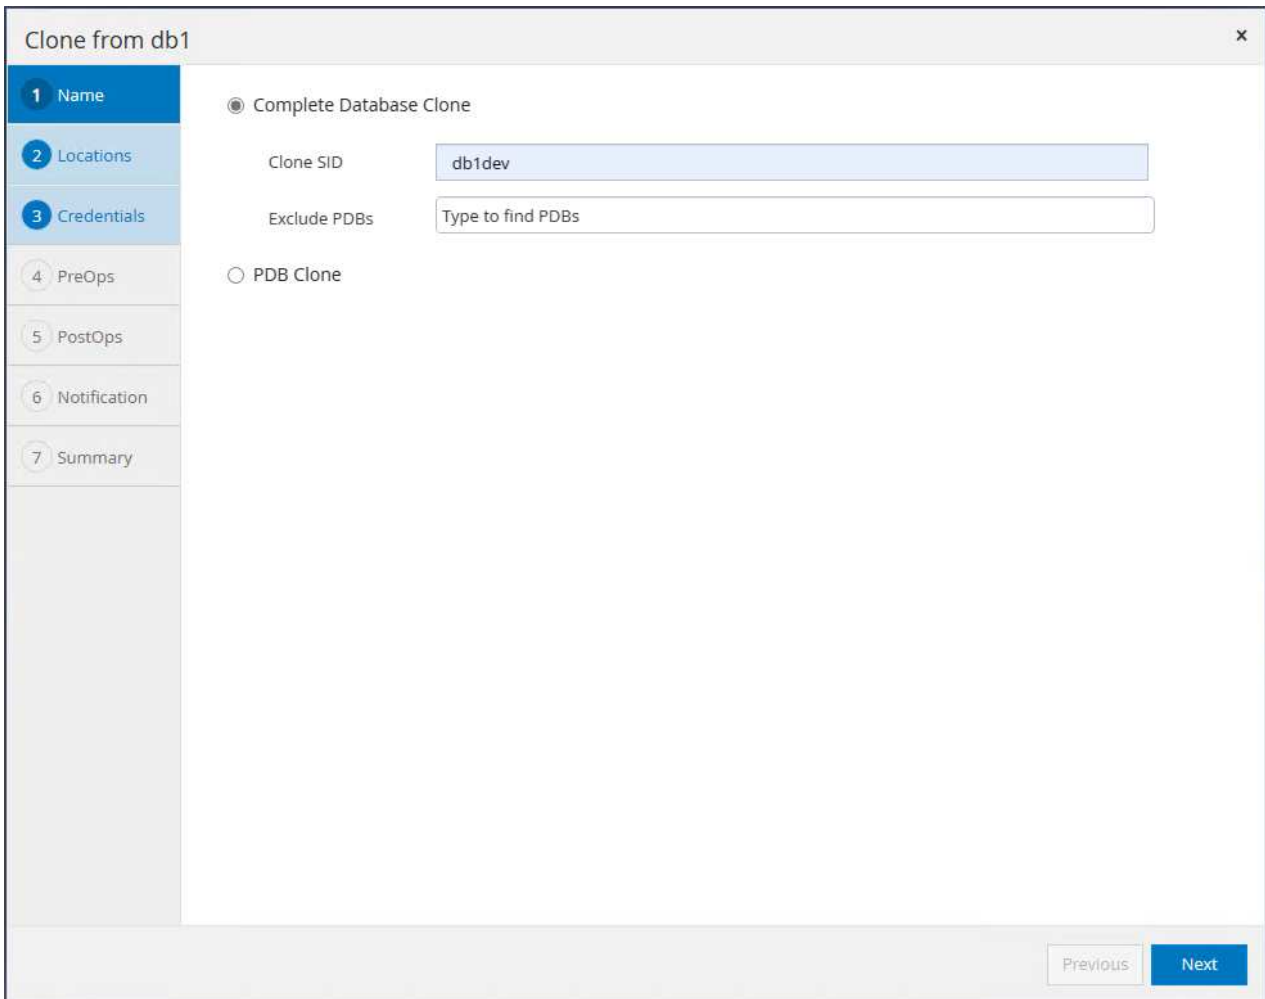 Clone from db1
x
1 Name
2 Locations
3 Credentials
4 PreOps
5 PostOps
6 Notification
7 Summary
Complete Database Clone
Clone SID db1dev
Exclude PDBs Type to find PDBs
PDB Clone
Previous Next